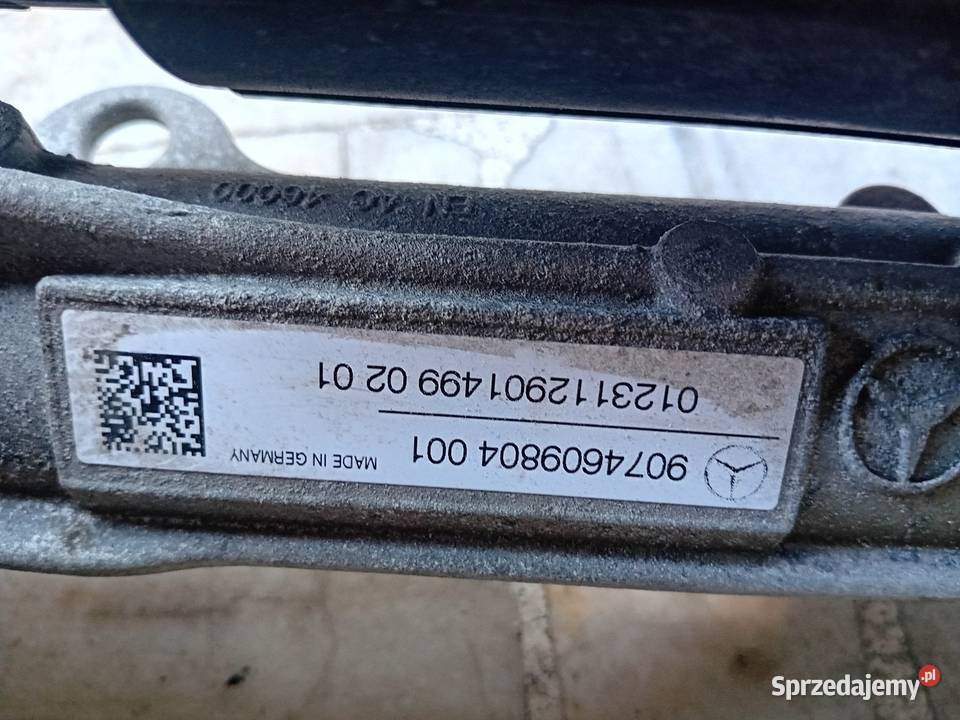 9074609804 001 MADE IN GERMANY
0123112901499 02 01
EN AC 46000
Sprzedajemy.pl